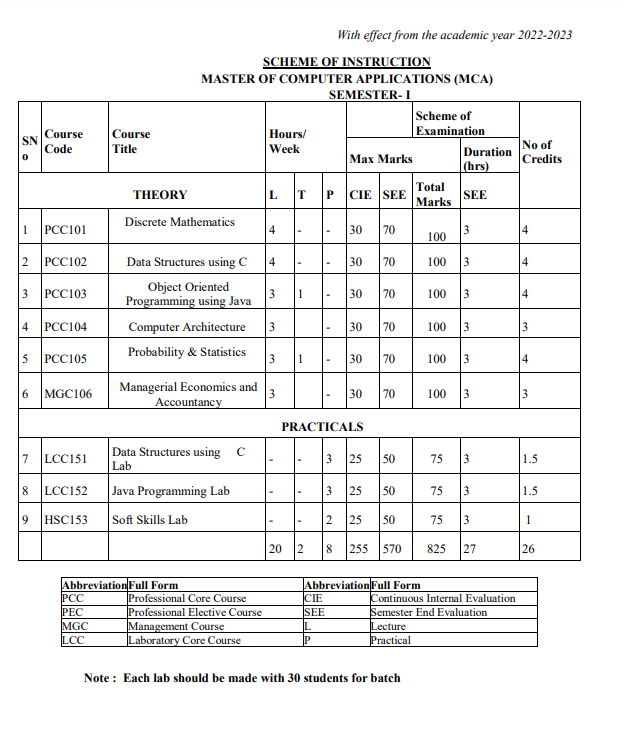 With effect from the academic year 2022-2023
SCHEME OF INSTRUCTION
MASTER OF COMPUTER APPLICATIONS (MCA)
SEMESTER- I
SN o Course Code Course Title Hours/ Week Scheme of Examination No of Credits
Max Marks Duration (hrs)
THEORY L T P CIE SEE Total Marks SEE
1 PCC101 Discrete Mathematics 4 - - 30 70 100 3 4
2 PCC102 Data Structures using C 4 - - 30 70 100 3 4
3 PCC103 Object Oriented Programming using Java 3 1 - 30 70 100 3 4
4 PCC104 Computer Architecture 3 - 30 70 100 3 3
5 PCC105 Probability & Statistics 3 1 - 30 70 100 3 4
6 MGC106 Managerial Economics and Accountancy 3 - 30 70 100 3 3
PRACTICALS
7 LCC151 Data Structures using C Lab - - 3 25 50 75 3 1.5
8 LCC152 Java Programming Lab - - 3 25 50 75 3 1.5
9 HSC153 Soft Skills Lab - - 2 25 50 75 3 1
20 2 8 255 570 825 27 26
Abbreviation Full Form Abbreviation Full Form
PCC Professional Core Course CIE Continuous Internal Evaluation
PEC Professional Elective Course SEE Semester End Evaluation
MGC Management Course L Lecture
LCC Laboratory Core Course P Practical
Note : Each lab should be made with 30 students for batch